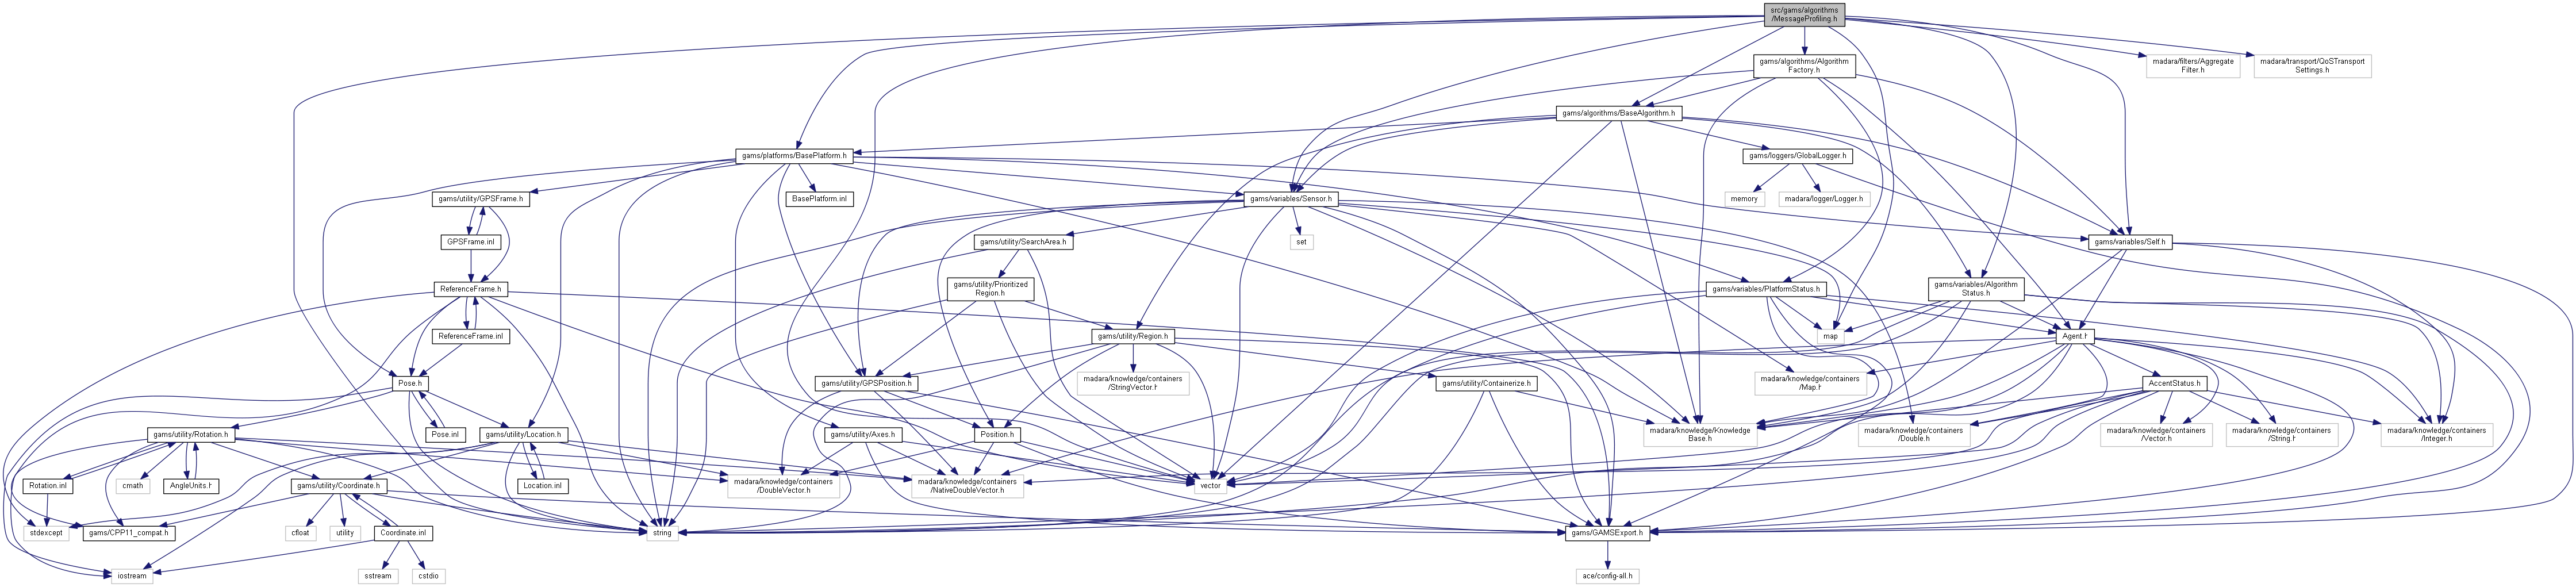 src/gams/algorithms
/MessageProfiling.h
gams/algorithms/Algorithm
Factory.h
madara/filters/Aggregate
Filter.h
madara/transport/QoSTransport
Settings.h
gams/algorithms/BaseAlgorithm.h
gams/platforms/BasePlatform.h
gams/loggers/GlobalLogger.h
gams/utility/GPSFrame.h
BasePlatform.inl
gams/variables/Sensor.h
memory
madara/logger/Logger.h
GPSFrame.inl
gams/utility/SearchArea.h
set
gams/variables/Self.h
ReferenceFrame.h
gams/utility/Prioritized
Region.h
gams/variables/PlatformStatus.h
gams/variables/Algorithm
Status.h
ReferenceFrame.inl
gams/utility/Region.h
map
Agent.h
Pose.h
gams/utility/GPSPosition.h
madara/knowledge/containers
/StringVector.h
gams/utility/Containerize.h
madara/knowledge/containers
/Map.h
AccentStatus.h
gams/utility/Rotation.h
Pose.inl
gams/utility/Location.h
gams/utility/Axes.h
Position.h
madara/knowledge/Knowledge
Base.h
madara/knowledge/containers
/Double.h
madara/knowledge/containers
/Vector.h
madara/knowledge/containers
/String.h
madara/knowledge/containers
/Integer.h
Rotation.inl
cmath
AngleUnits.h
gams/utility/Coordinate.h
Location.inl
madara/knowledge/containers
/DoubleVector.h
madara/knowledge/containers
/NativeDoubleVector.h
vector
stdexcept
gams/CPP11_compat.h
cfloat
utility
Coordinate.inl
string
gams/GAMSExport.h
iostream
sstream
cstdio
ace/config-all.h